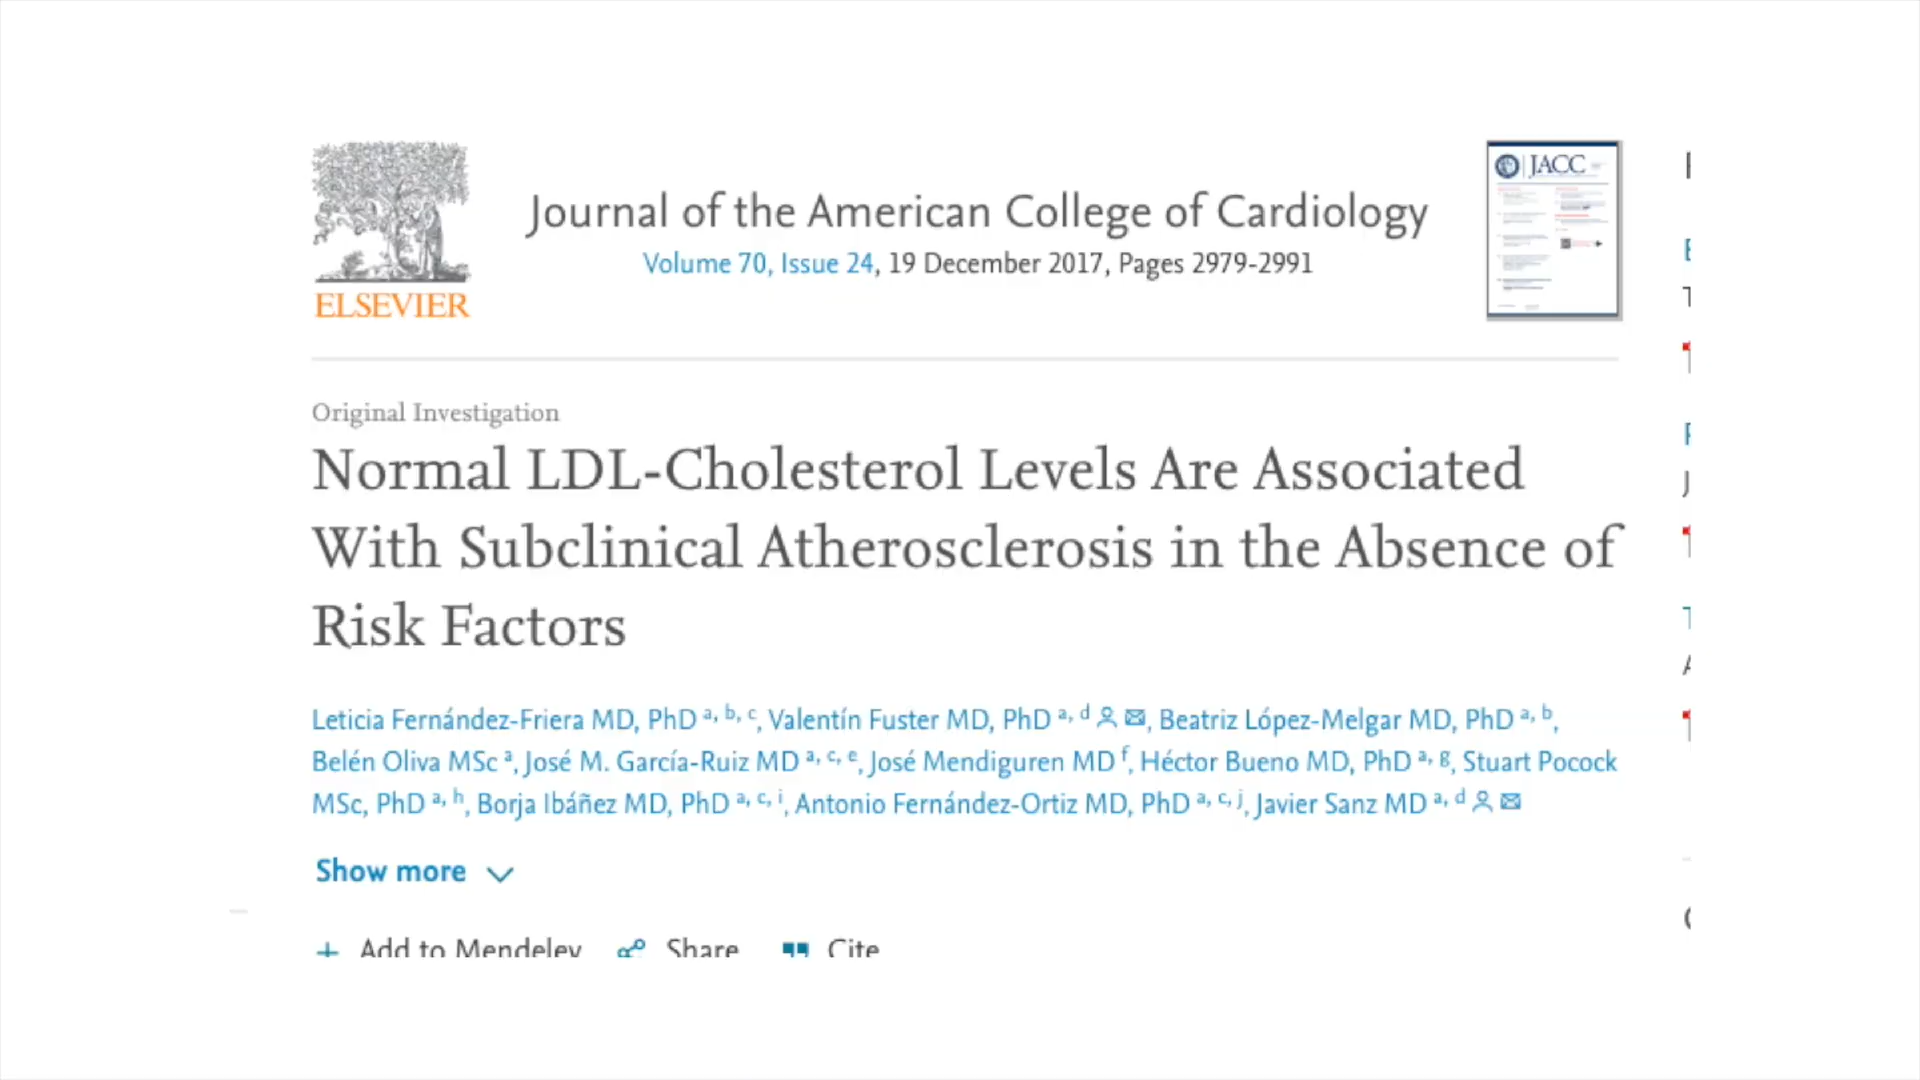 ELSEVIER
Journal of the American College of Cardiology
Volume 70, Issue 24, 19 December 2017, Pages 2979-2991
JACC
Original Investigation
Normal LDL-Cholesterol Levels Are Associated
With Subclinical Atherosclerosis in the Absence of
Risk Factors
Leticia Fernández-Friera MD, PhD a, b, c, Valentín Fuster MD, PhD a, d, Beatriz López-Melgar MD, PhD a, b,
Belén Oliva MSc a, José M. García-Ruiz MD a, c, e, José Mendiguren MD f, Héctor Bueno MD, PhD a, g, Stuart Pocock
MSc, PhD a, h, Borja Ibáñez MD, PhD a, c, i, Antonio Fernández-Ortiz MD, PhD a, c, j, Javier Sanz MD a, d
Show more
Add to Mendeley Share Cite